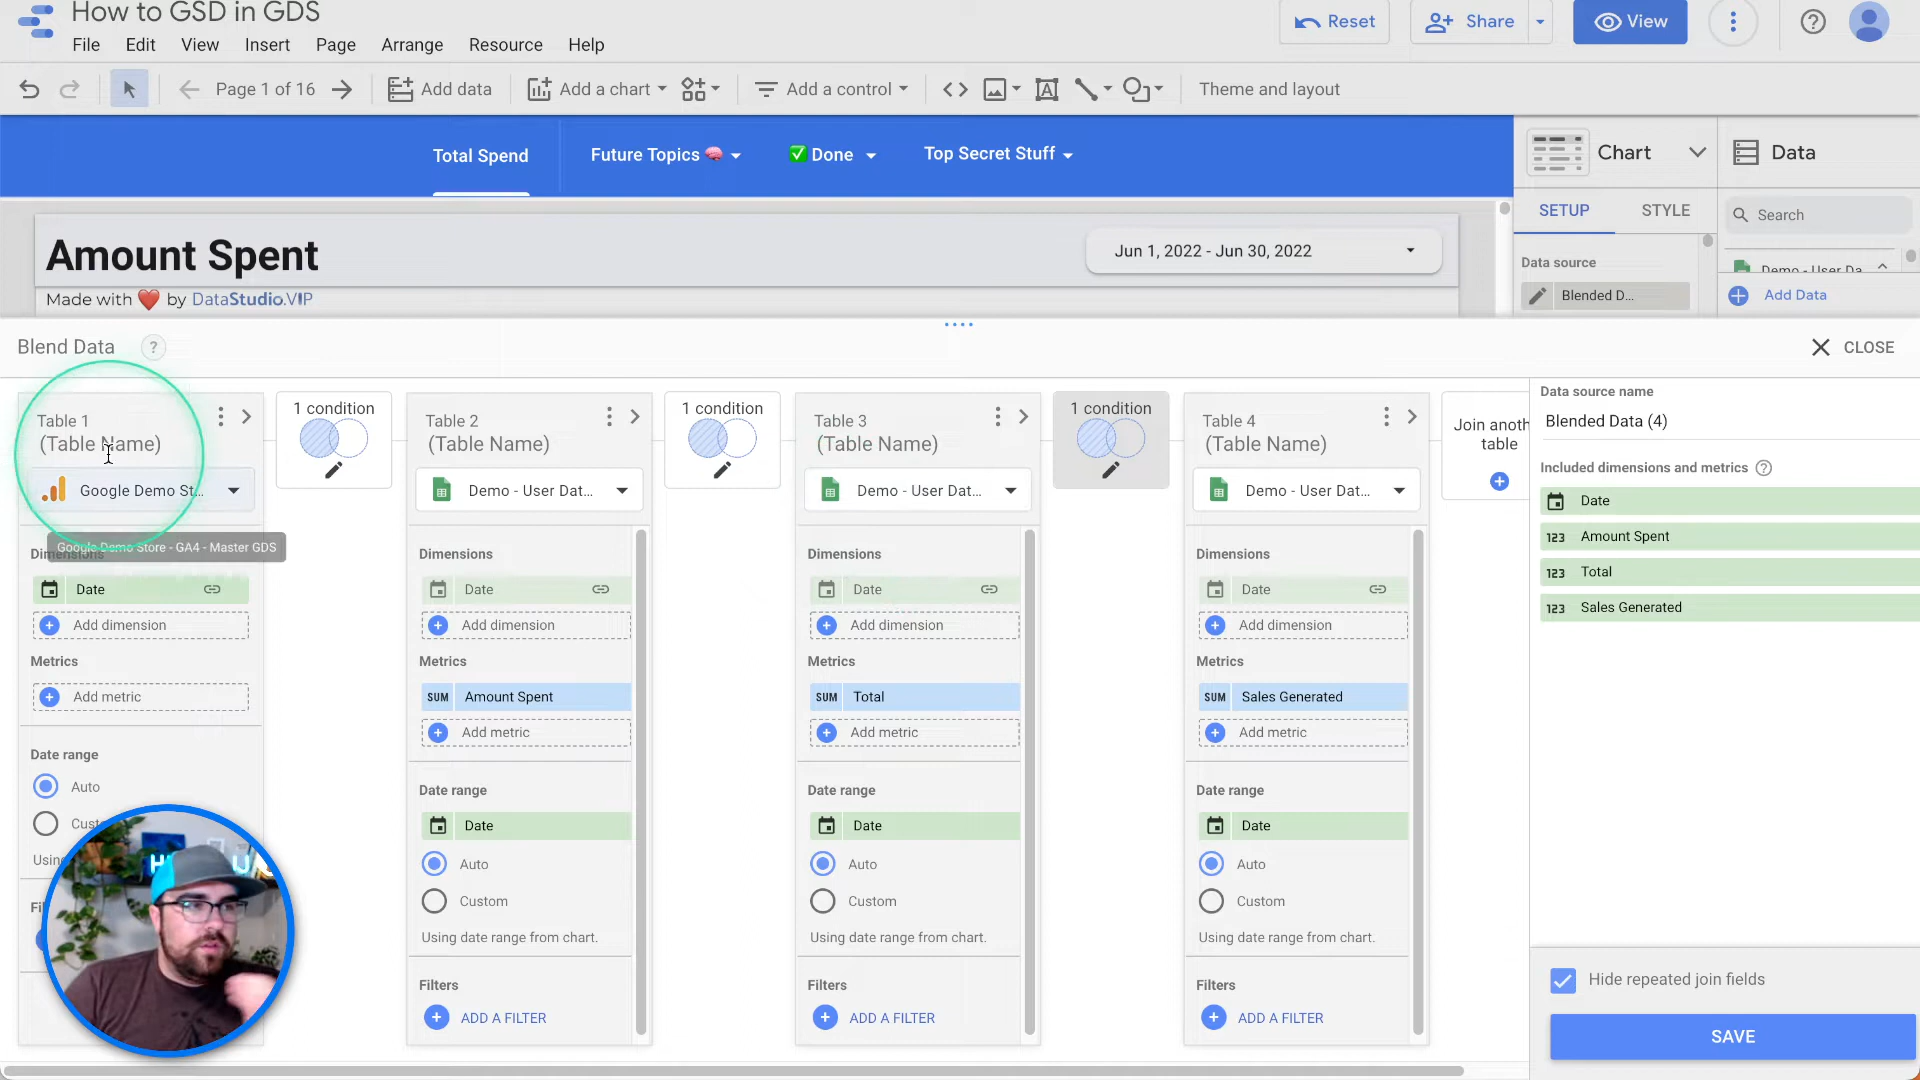 How to GSD in GDS
Reset
Share
View
File Edit View Insert Page Arrange Resource Help
Page 1 of 16
Add data
Add a chart
Add a control
Theme and layout
Total Spend
Future Topics 🧠
✅ Done
Top Secret Stuff
Chart
Data
SETUP
STYLE
Search
Amount Spent
Jun 1, 2022 - Jun 30, 2022
Data source
Demo - User Da
Made with ❤️ by DataStudio.VIP
Blended D...
Add Data
Blend Data
?
CLOSE
Table 1
(Table Name)
Google Demo St...
Google Demo Store - GA4 - Master GDS
Dimensions
Date
Add dimension
Metrics
Add metric
Date range
Auto
1 condition
Table 2
(Table Name)
Demo - User Dat...
Dimensions
Date
Add dimension
Metrics
SUM Amount Spent
Add metric
Date range
Date
Auto
Custom
Using date range from chart.
Filters
ADD A FILTER
1 condition
Table 3
(Table Name)
Demo - User Dat...
Dimensions
Date
Add dimension
Metrics
SUM Total
Add metric
Date range
Date
Auto
Custom
Using date range from chart.
Filters
ADD A FILTER
1 condition
Table 4
(Table Name)
Demo - User Dat...
Dimensions
Date
Add dimension
Metrics
SUM Sales Generated
Add metric
Date range
Date
Auto
Custom
Using date range from chart.
Filters
ADD A FILTER
Join anoth
table
Data source name
Blended Data (4)
Included dimensions and metrics
Date
123 Amount Spent
123 Total
123 Sales Generated
Hide repeated join fields
SAVE